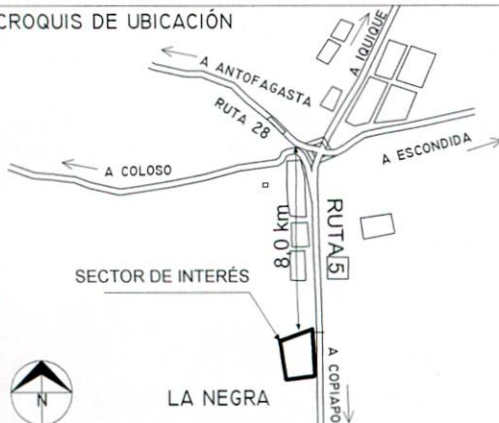 CROQUIS DE UBICACIÓN
A IQUIQUE
A ANTOFAGASTA
RUTA 28
A ESCONDIDA
A COLOSO
8,0 km
RUTA 5
SECTOR DE INTERÉS
A COPIAPO
LA NEGRA
N